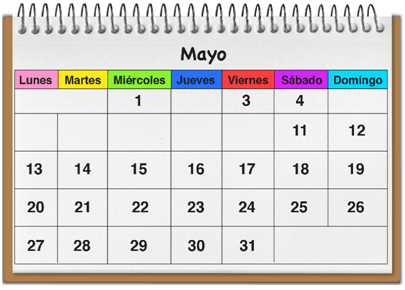 Mayo
Lunes Martes Miércoles Jueves Viernes Sábado Domingo
1 3 4
11 12
13 14 15 16 17 18 19
20 21 22 23 24 25 26
27 28 29 30 31